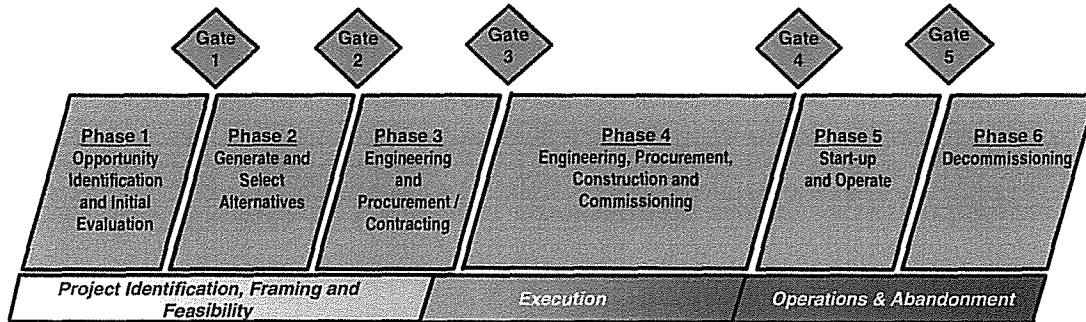 Gate
1
Gate
2
Gate
3
Gate
4
Gate
5
Phase 1
Opportunity
Identification
and Initial
Evaluation
Phase 2
Generate and
Select
Alternatives
Phase 3
Engineering
and
Procurement /
Contracting
Phase 4
Engineering, Procurement,
Construction and
Commissioning
Phase 5
Start-up
and Operate
Phase 6
Decommissioning
Project Identification, Framing and
Feasibility
Execution
Operations & Abandonment